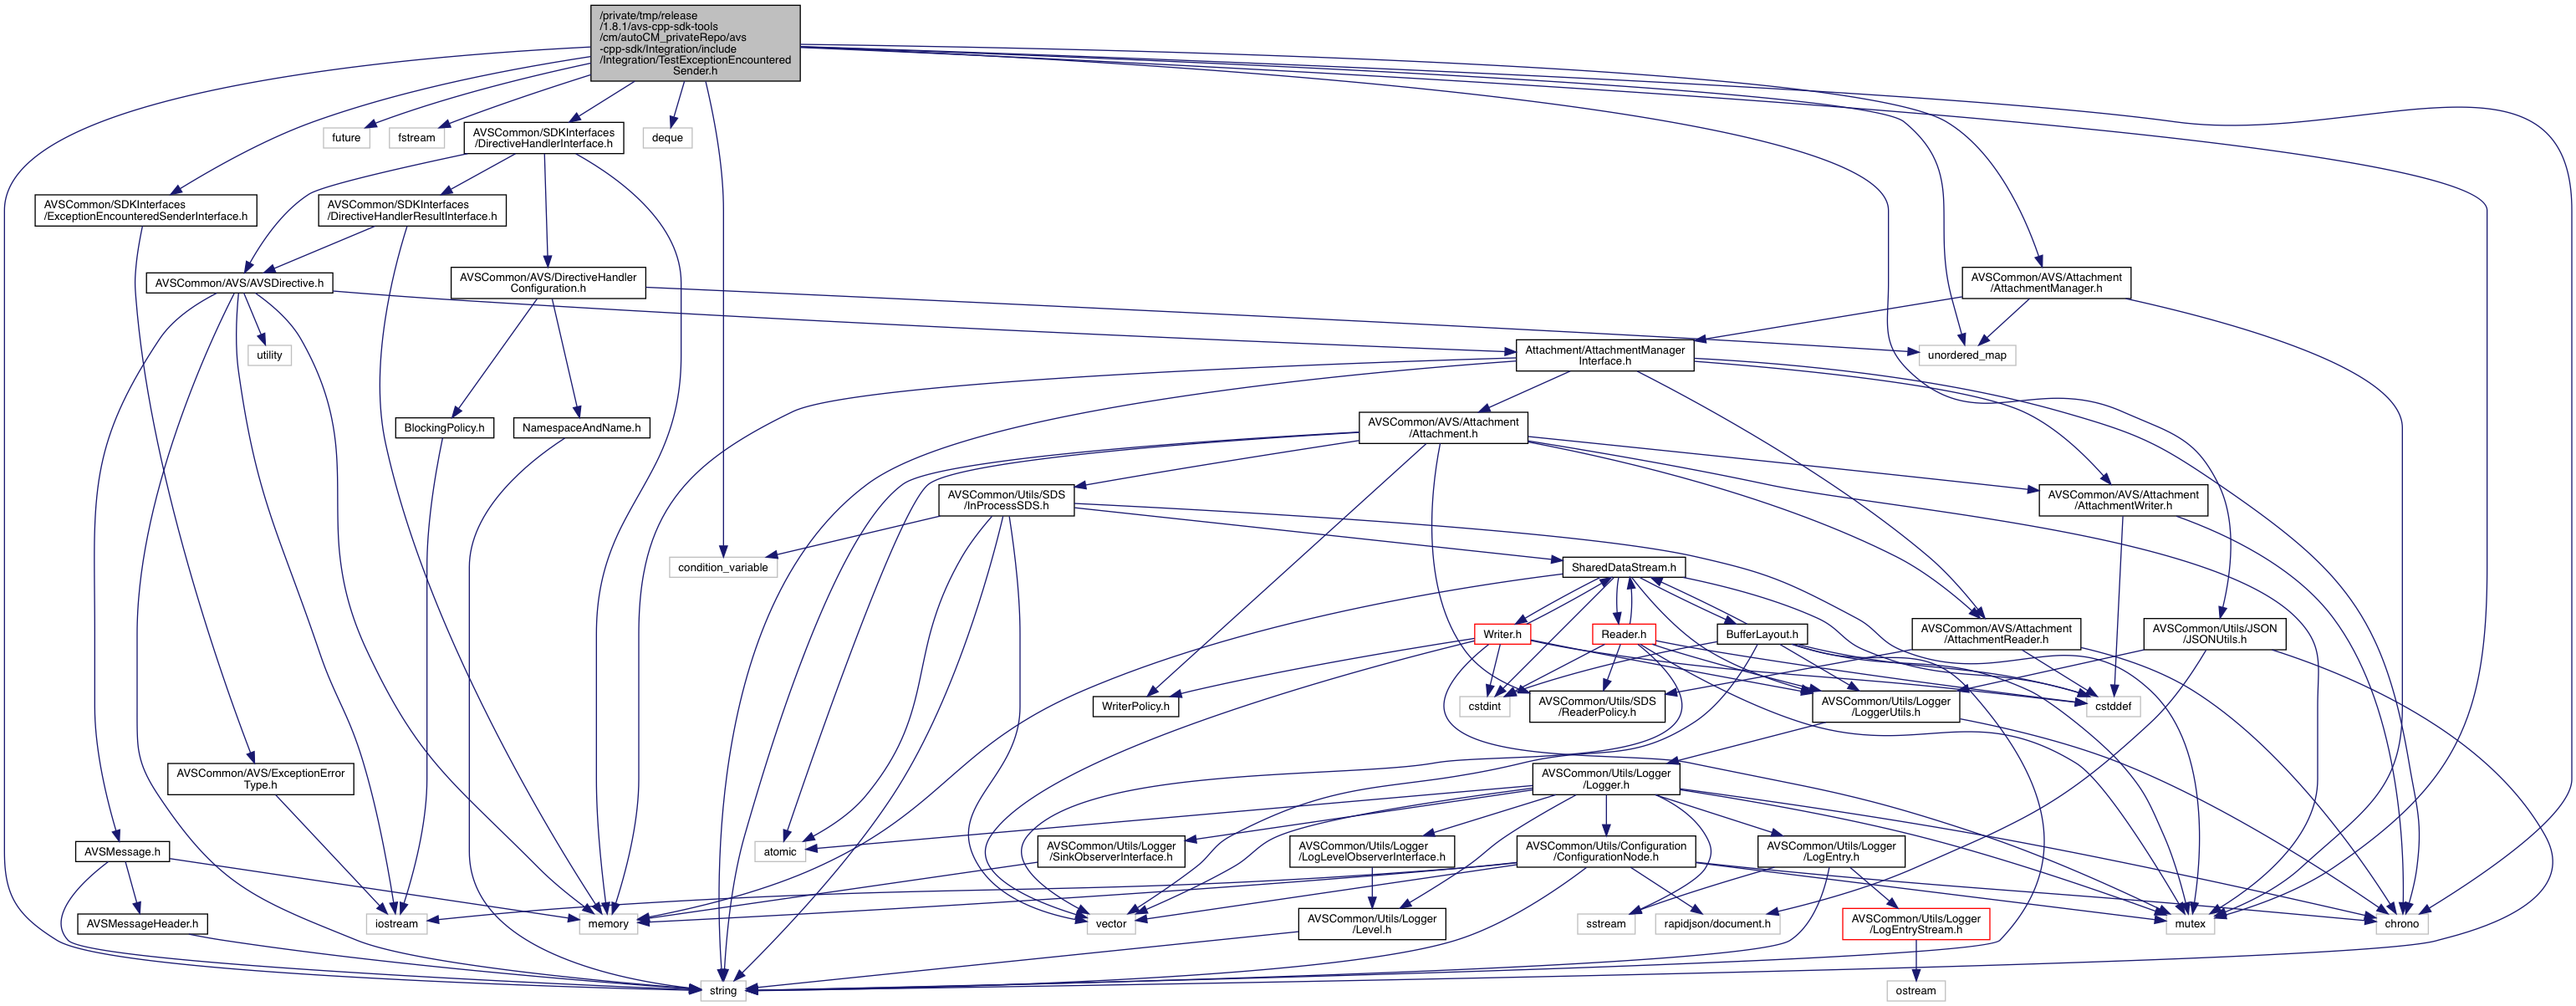 /private/tmp/release
/1.8.1/avs-cpp-sdk-tools
/cm/autoCM_privateRepo/avs
-cpp-sdk/Integration/include
/Integration/TestExceptionEncountered
Sender.h
future
fstream
AVSCommon/SDKInterfaces
/DirectiveHandlerInterface.h
deque
AVSCommon/SDKInterfaces
/ExceptionEncounteredSenderInterface.h
AVSCommon/SDKInterfaces
/DirectiveHandlerResultInterface.h
AVSCommon/AVS/AVSDirective.h
AVSCommon/AVS/DirectiveHandler
Configuration.h
AVSCommon/AVS/Attachment
/AttachmentManager.h
utility
Attachment/AttachmentManager
Interface.h
unordered_map
BlockingPolicy.h
NamespaceAndName.h
AVSCommon/AVS/Attachment
/Attachment.h
AVSCommon/Utils/SDS
/InProcessSDS.h
AVSCommon/AVS/Attachment
/AttachmentWriter.h
condition_variable
SharedDataStream.h
Writer.h
Reader.h
BufferLayout.h
AVSCommon/AVS/Attachment
/AttachmentReader.h
AVSCommon/Utils/JSON
/JSONUtils.h
WriterPolicy.h
cstdint
AVSCommon/Utils/SDS
/ReaderPolicy.h
AVSCommon/Utils/Logger
/LoggerUtils.h
cstddef
AVSCommon/AVS/ExceptionError
Type.h
AVSCommon/Utils/Logger
/Logger.h
AVSMessage.h
atomic
AVSCommon/Utils/Logger
/SinkObserverInterface.h
AVSCommon/Utils/Logger
/LogLevelObserverInterface.h
AVSCommon/Utils/Configuration
/ConfigurationNode.h
AVSCommon/Utils/Logger
/LogEntry.h
AVSMessageHeader.h
iostream
memory
vector
AVSCommon/Utils/Logger
/Level.h
sstream
rapidjson/document.h
AVSCommon/Utils/Logger
/LogEntryStream.h
mutex
chrono
string
ostream